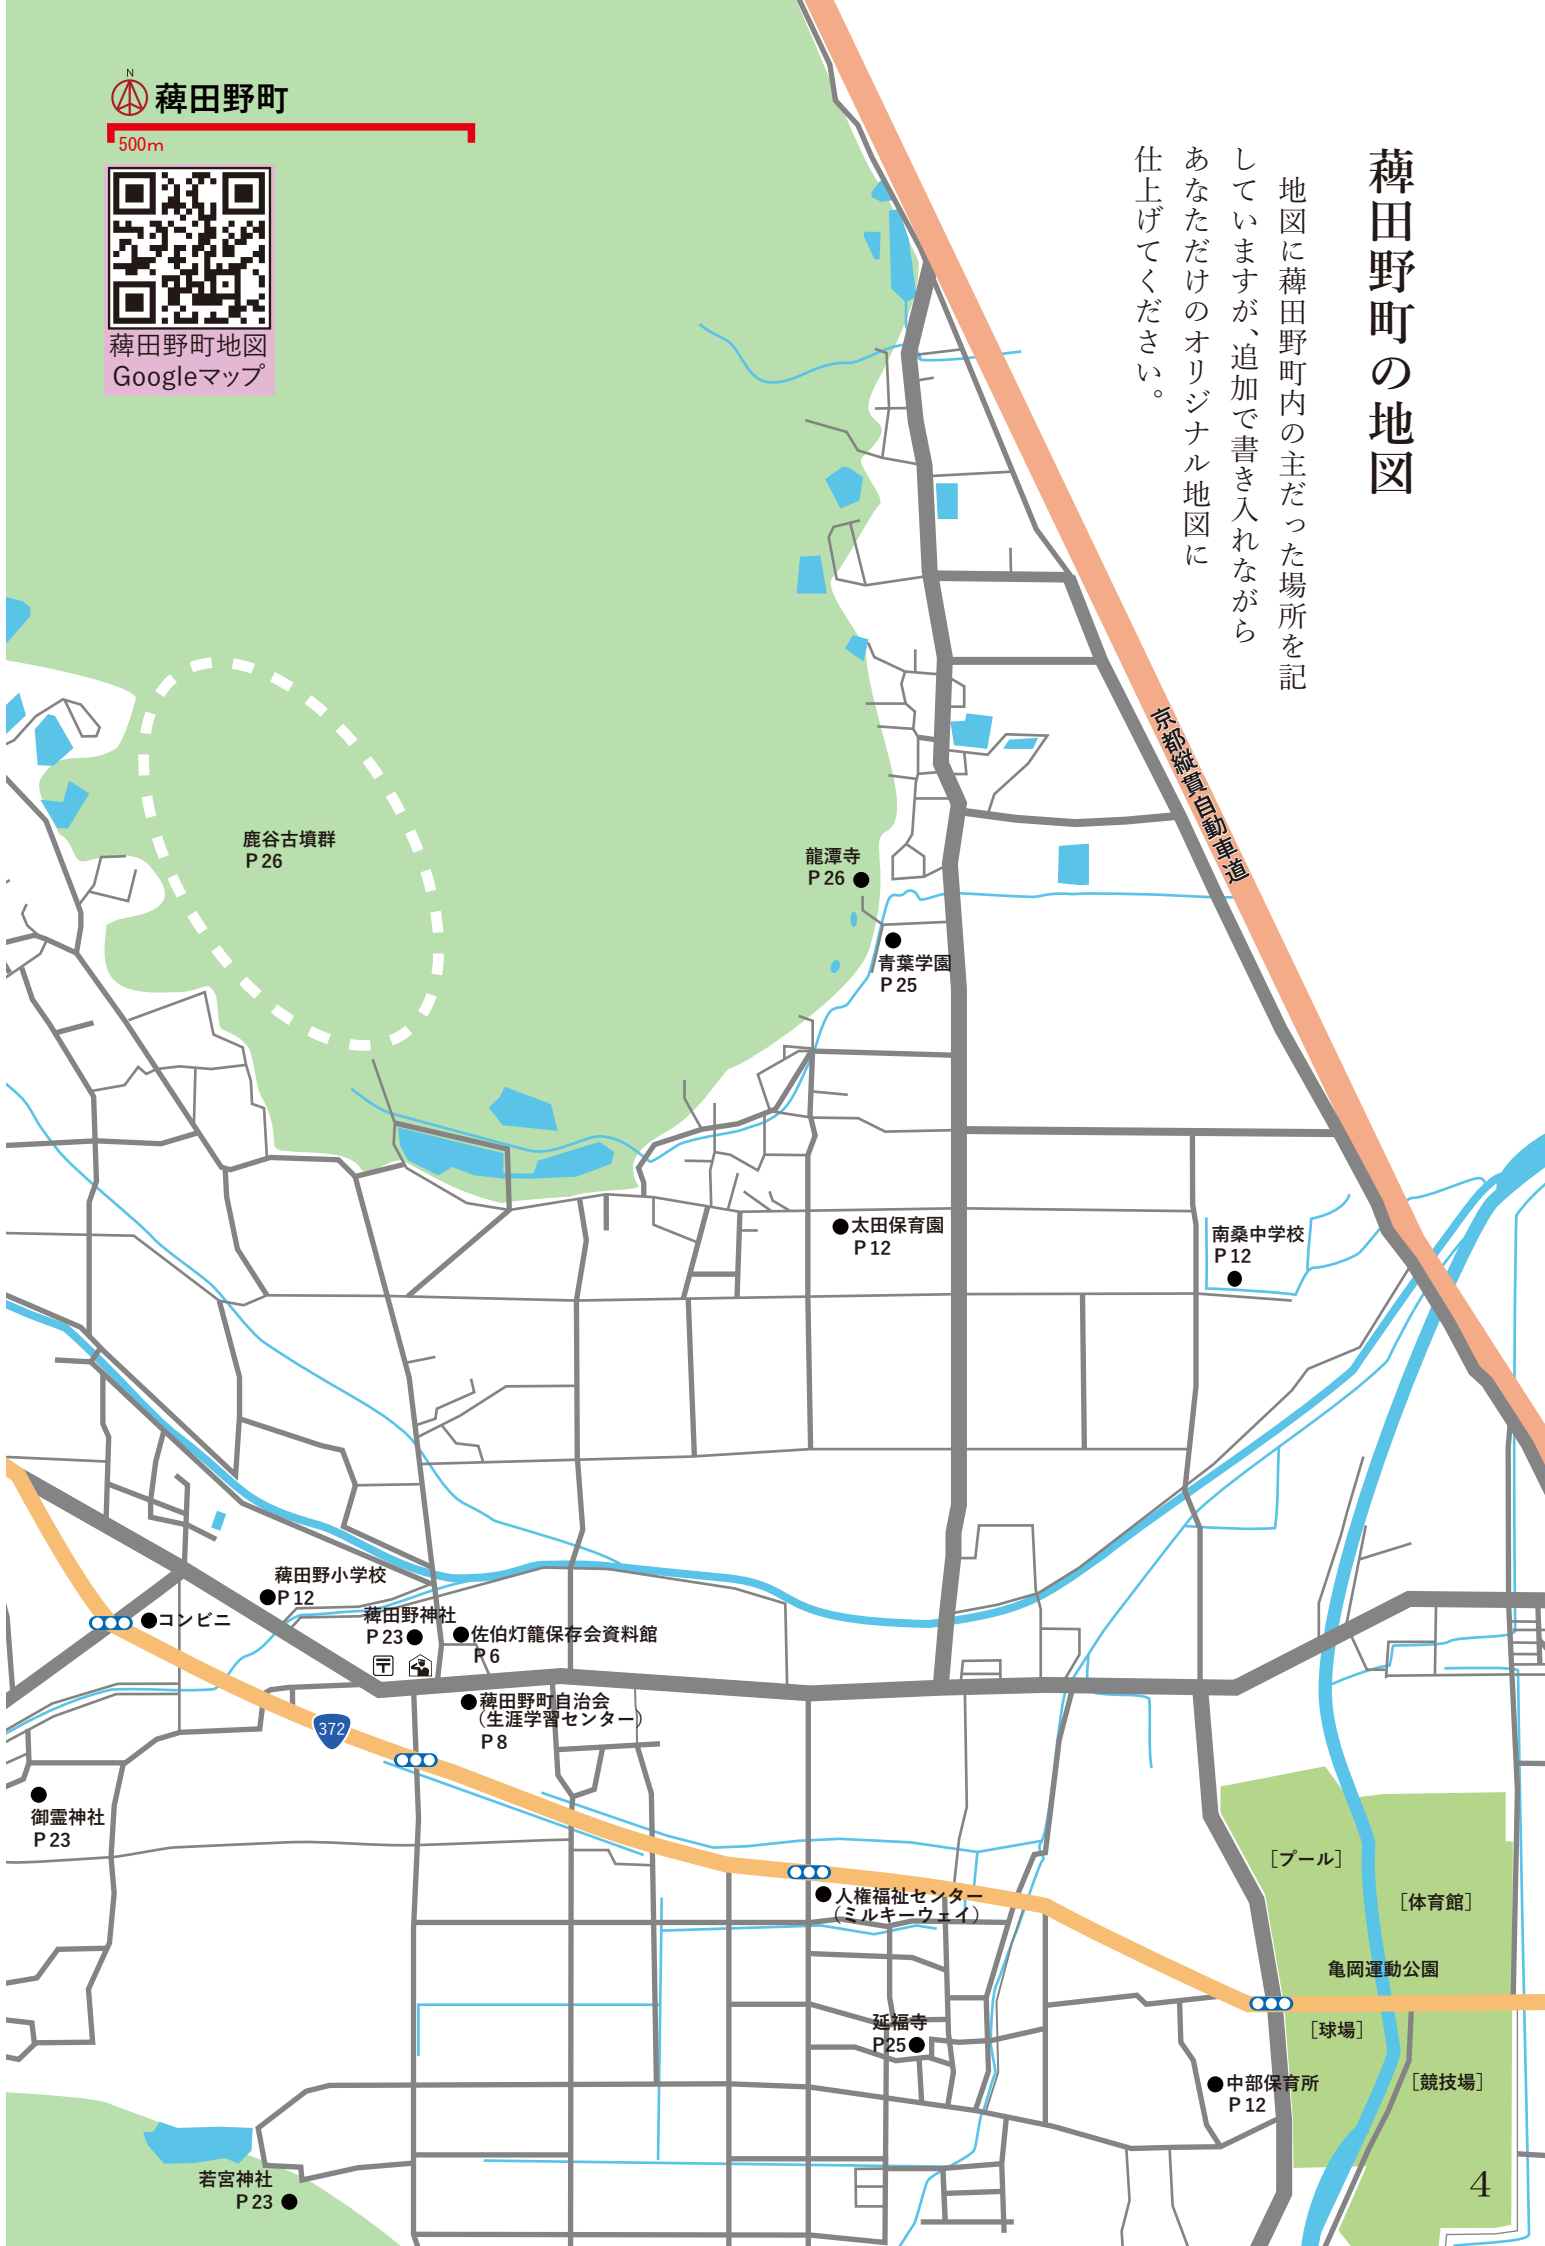 薭田野町の地図
地図に薭田野町内の主だった場所を記
していますが、追加で書き入れながら
あなただけのオリジナル地図に
仕上げてください。
N
薭田野町
500m
薭田野町地図
Googleマップ
京都縦貫自動車道
鹿谷古墳群
P 26
龍潭寺
P 26
青葉学園
P 25
太田保育園
P 12
南桑中学校
P 12
薭田野小学校
P 12
コンビニ
薭田野神社
P 23
佐伯灯籠保存会資料館
P 6
〒
薭田野町自治会
(生涯学習センター)
P 8
372
御霊神社
P 23
人権福祉センター
(ミルキーウェイ)
[プール]
[体育館]
亀岡運動公園
[球場]
[競技場]
延福寺
P25
中部保育所
P 12
若宮神社
P 23
4